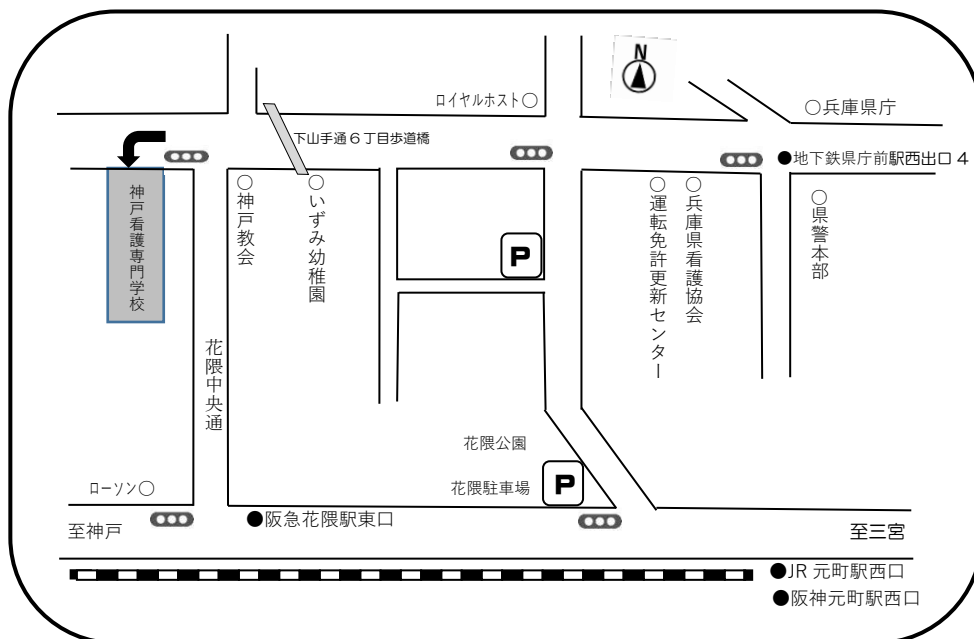 N
ロイヤルホスト○
○兵庫県庁
下山手通6丁目歩道橋
●地下鉄県庁前駅西出口4
神戸看護専門学校
○神戸教会
○いずみ幼稚園
P
○運転免許更新センター
○兵庫県看護協会
○県警本部
花隈中央通
花隈公園
花隈駐車場
P
ローソン○
●阪急花隈駅東口
至神戸
至三宮
●JR元町駅西口
●阪神元町駅西口